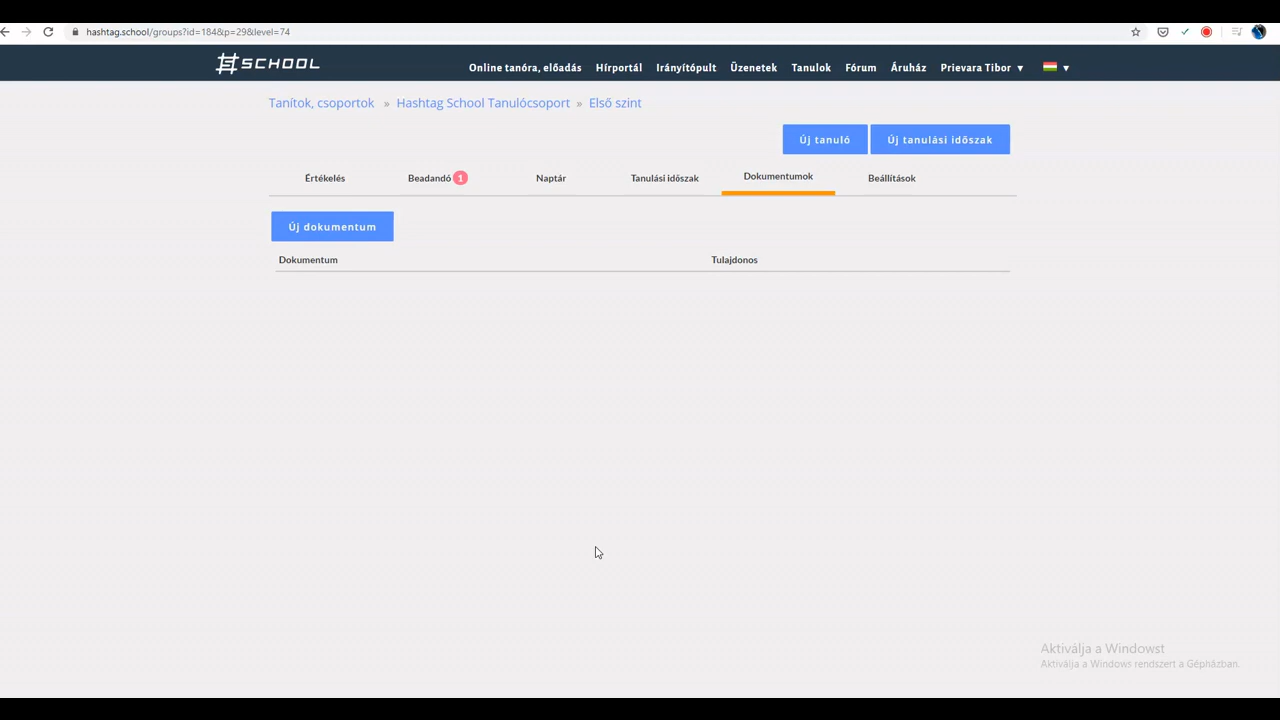 hashtag.school/groups?id=184&p=29&level=74
SCHOOL Online tanóra, előadás Hírportál Irányítópult Üzenetek Tanulok Fórum Áruház Prievara Tibor
Tanítok, csoportok » Hashtag School Tanulócsoport » Első szint
Új tanuló Új tanulási időszak
Értékelés Beadandó 1 Naptár Tanulási időszak Dokumentumok Beállítások
Új dokumentum
Dokumentum Tulajdonos
Aktiválja a Windowst
Aktiválja a Windows rendszert a Gépházban.